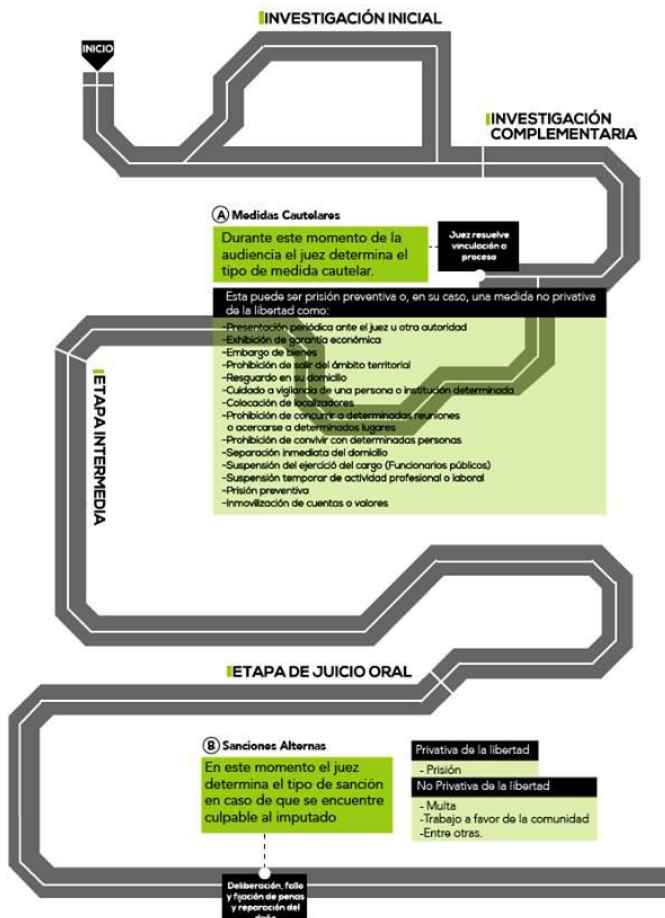 INVESTIGACIÓN INICIAL
INICIO
INVESTIGACIÓN
COMPLEMENTARIA
A Medidas Cautelares
Durante este momento de la
audiencia el juez determina el
tipo de medida cautelar.
Juez resuelve
vinculación a
proceso
Esta puede ser prisión preventiva o, en su caso, una medida no privativa
de la libertad como:
-Presentación periódica ante el juez u otra autoridad
-Exhibición de garantía económica
-Embargo de bienes
-Prohibición de salir del ámbito territorial
-Resguardo en su domicilio
-Cuidado a vigilancia de una persona o institución determinada
-Colocación de localizadores
-Prohibición de concurrir a determinadas reuniones
o acercarse a determinados lugares
-Prohibición de convivir con determinadas personas
-Separación inmediata del domicilio
-Suspensión del ejercició del cargo (Funcionarios públicos)
-Suspensión temporar de actividad profesional o laboral
-Prisión preventiva
-Inmovilización de cuentas o valores
ETAPA INTERMEDIA
ETAPA DE JUICIO ORAL
B Sanciones Alternas
En este momento el juez
determina el tipo de sanción
en caso de que se encuentre
culpable al imputado
Privativa de la libertad
- Prisión
No Privativa de la libertad
- Multa
-Trabajo a favor de la comunidad
- Entre otras.
Deliberación, fallo
y fijación de penas
y reparación del
daño